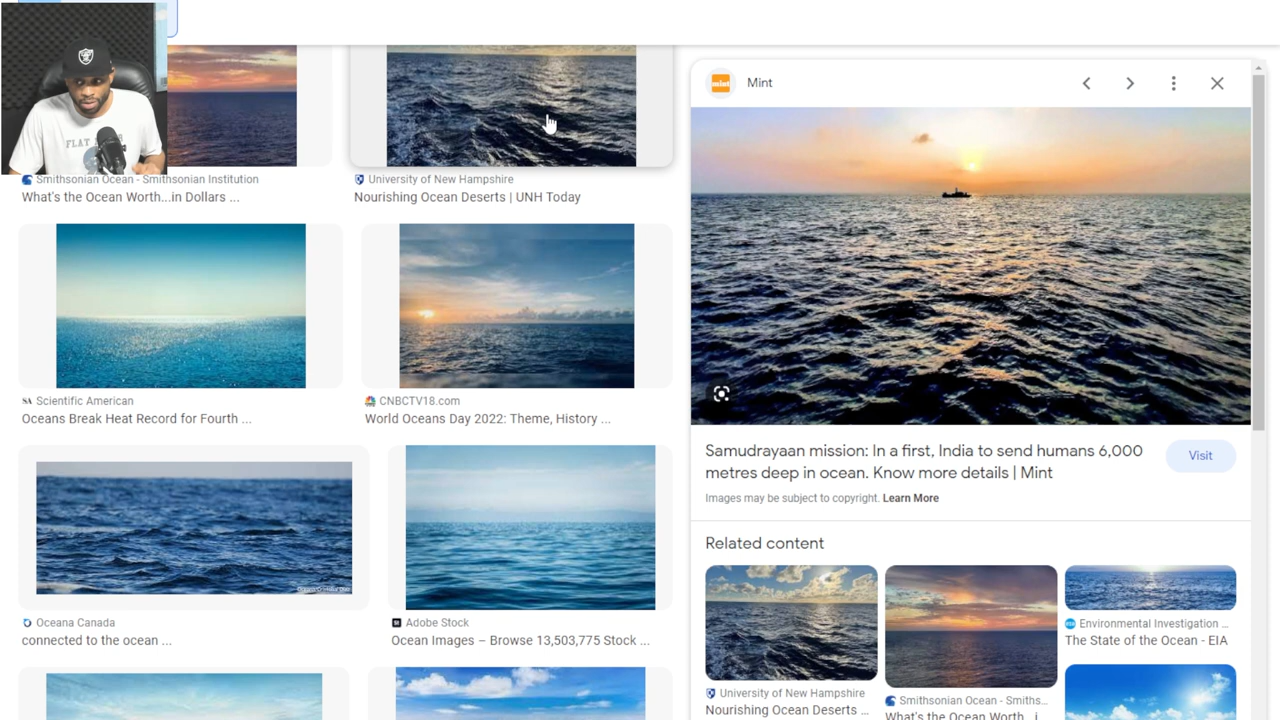 FLAT
Smithsonian Ocean - Smithsonian Institution
What's the Ocean Worth...in Dollars ...
University of New Hampshire
Nourishing Ocean Deserts | UNH Today
Scientific American
Oceans Break Heat Record for Fourth ...
CNBCTV18.com
World Oceans Day 2022: Theme, History ...
Oceana Canada
connected to the ocean ...
Adobe Stock
Ocean Images – Browse 13,503,775 Stock ...
mint
Mint
Samudrayaan mission: In a first, India to send humans 6,000
metres deep in ocean. Know more details | Mint
Visit
Images may be subject to copyright. Learn More
Related content
University of New Hampshire
Nourishing Ocean Deserts ...
Smithsonian Ocean - Smiths...
What's the Ocean Worth...i
Environmental Investigation ...
The State of the Ocean - EIA